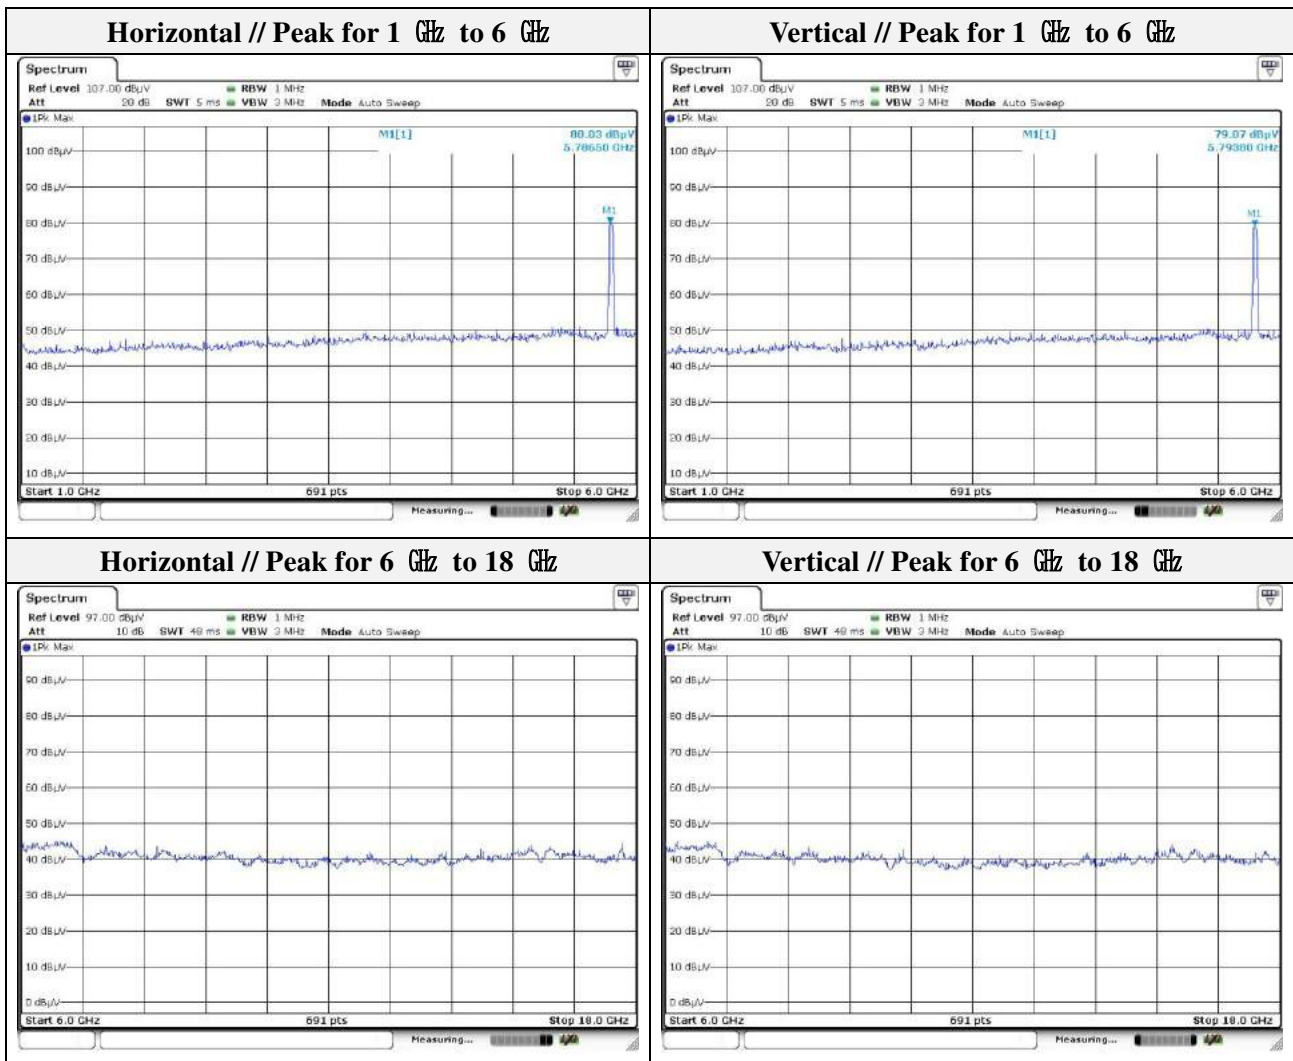 Horizontal // Peak for 1 ㎓ to 6 ㎓
Spectrum
Ref Level 107.00 dBµV RBW 1 MHz
Att 20 dB SWT 5 ms VBW 3 MHz Mode Auto Sweep
1Pk Max
M1[1] 80.03 dBµV
5.78650 GHz
100 dBµV
90 dBµV
M1
80 dBµV
70 dBµV
60 dBµV
50 dBµV
40 dBµV
30 dBµV
20 dBµV
10 dBµV
Start 1.0 GHz 691 pts Stop 6.0 GHz
Measuring...
Vertical // Peak for 1 ㎓ to 6 ㎓
Spectrum
Ref Level 107.00 dBµV RBW 1 MHz
Att 20 dB SWT 5 ms VBW 3 MHz Mode Auto Sweep
1Pk Max
M1[1] 79.07 dBµV
5.79380 GHz
100 dBµV
90 dBµV
M1
80 dBµV
70 dBµV
60 dBµV
50 dBµV
40 dBµV
30 dBµV
20 dBµV
10 dBµV
Start 1.0 GHz 691 pts Stop 6.0 GHz
Measuring...
Horizontal // Peak for 6 ㎓ to 18 ㎓
Spectrum
Ref Level 97.00 dBµV RBW 1 MHz
Att 10 dB SWT 48 ms VBW 3 MHz Mode Auto Sweep
1Pk Max
90 dBµV
80 dBµV
70 dBµV
60 dBµV
50 dBµV
40 dBµV
30 dBµV
20 dBµV
10 dBµV
0 dBµV
Start 6.0 GHz 691 pts Stop 18.0 GHz
Measuring...
Vertical // Peak for 6 ㎓ to 18 ㎓
Spectrum
Ref Level 97.00 dBµV RBW 1 MHz
Att 10 dB SWT 48 ms VBW 3 MHz Mode Auto Sweep
1Pk Max
90 dBµV
80 dBµV
70 dBµV
60 dBµV
50 dBµV
40 dBµV
30 dBµV
20 dBµV
10 dBµV
0 dBµV
Start 6.0 GHz 691 pts Stop 18.0 GHz
Measuring...